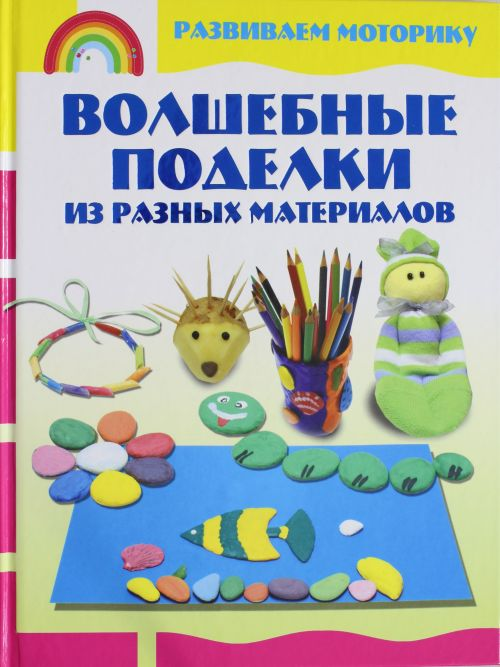 РАЗВИВАЕМ МОТОРИКУ
ВОЛШЕБНЫЕ
ПОДЕЛКИ
ИЗ РАЗНЫХ МАТЕРИАЛОВ